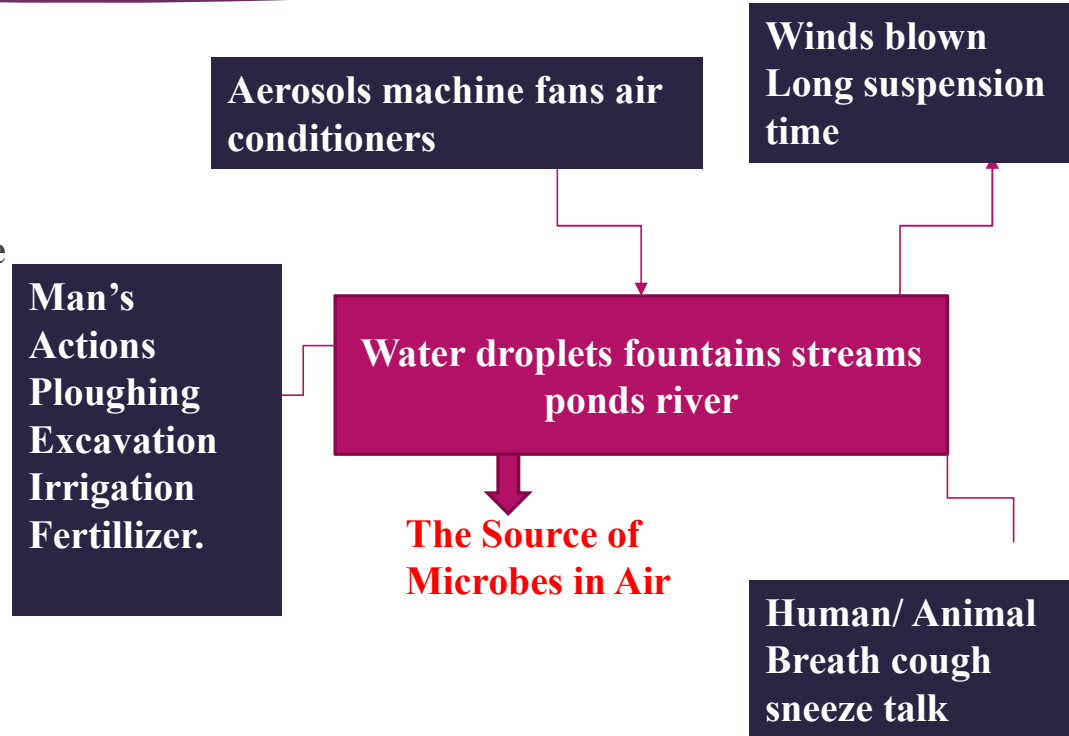 Winds blown
Long suspension
time
Aerosols machine fans air
conditioners
e
Man’s
Actions
Ploughing
Excavation
Irrigation
Fertillizer.
Water droplets fountains streams
ponds river
The Source of
Microbes in Air
Human/ Animal
Breath cough
sneeze talk